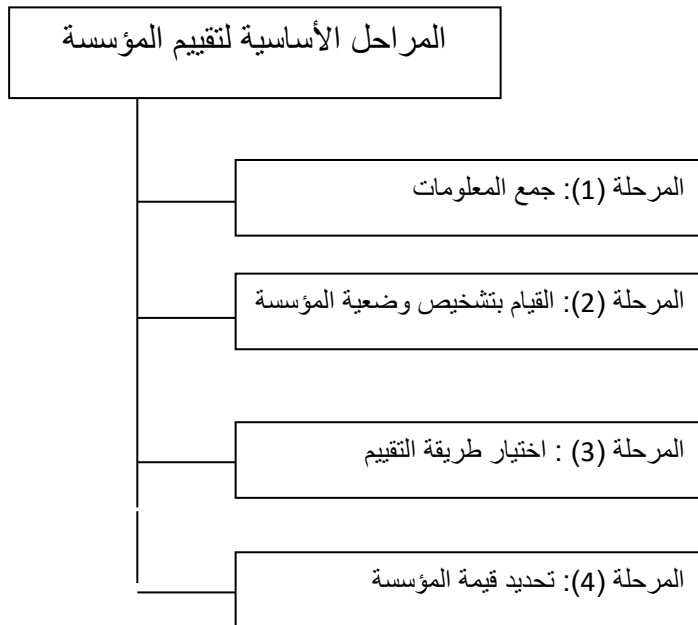 المراحل الأساسية لتقييم المؤسسة
المرحلة (1): جمع المعلومات
المرحلة (2): القيام بتشخيص وضعية المؤسسة
المرحلة (3) : اختيار طريقة التقييم
المرحلة (4): تحديد قيمة المؤسسة